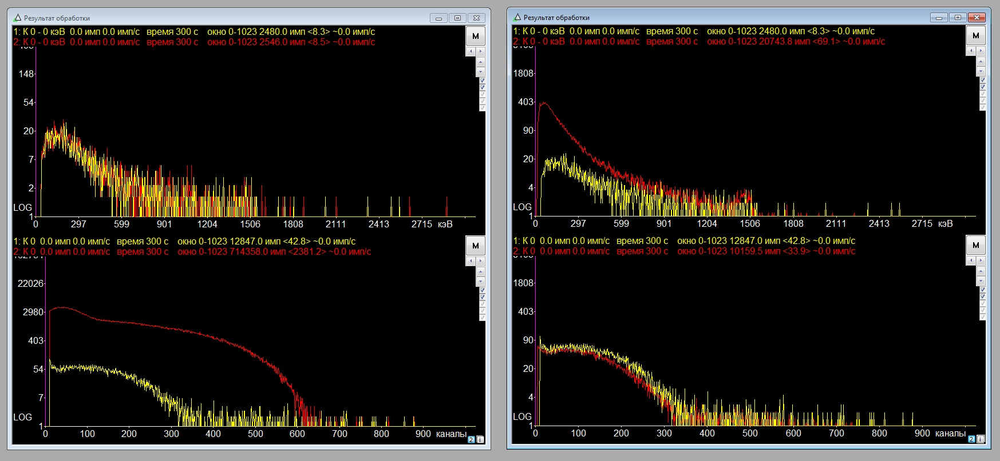 Результат обработки
1: К 0 - 0 кэВ 0.0 имп 0.0 имп/с время 300 с окно 0-1023 2480.0 имп <8.3> ~0.0 имп/с
2: К 0 - 0 кэВ 0.0 имп 0.0 имп/с время 300 с окно 0-1023 2546.0 имп <8.5> ~0.0 имп/с
M
148
54
20
7
2
LOG
1
0 297 599 901 1204 1506 1808 2111 2413 2715 кэВ
1: К 0 0.0 имп 0.0 имп/с время 300 с окно 0-1023 12847.0 имп <42.8> ~0.0 имп/с
2: К 0 0.0 имп 0.0 имп/с время 300 с окно 0-1023 714358.0 имп <2381.2> ~0.0 имп/с
M
22026
2980
403
54
7
LOG
1
0 100 200 300 400 500 600 700 800 900 каналы
2 i
Результат обработки
1: К 0 - 0 кэВ 0.0 имп 0.0 имп/с время 300 с окно 0-1023 2480.0 имп <8.3> ~0.0 имп/с
2: К 0 - 0 кэВ 0.0 имп 0.0 имп/с время 300 с окно 0-1023 20743.8 имп <69.1> ~0.0 имп/с
M
1808
403
90
20
4
LOG
1
0 297 599 901 1204 1506 1808 2111 2413 2715 кэВ
1: К 0 0.0 имп 0.0 имп/с время 300 с окно 0-1023 12847.0 имп <42.8> ~0.0 имп/с
2: К 0 0.0 имп 0.0 имп/с время 300 с окно 0-1023 10159.5 имп <33.9> ~0.0 имп/с
M
1808
403
90
20
4
LOG
1
0 100 200 300 400 500 600 700 800 900 каналы
2 i